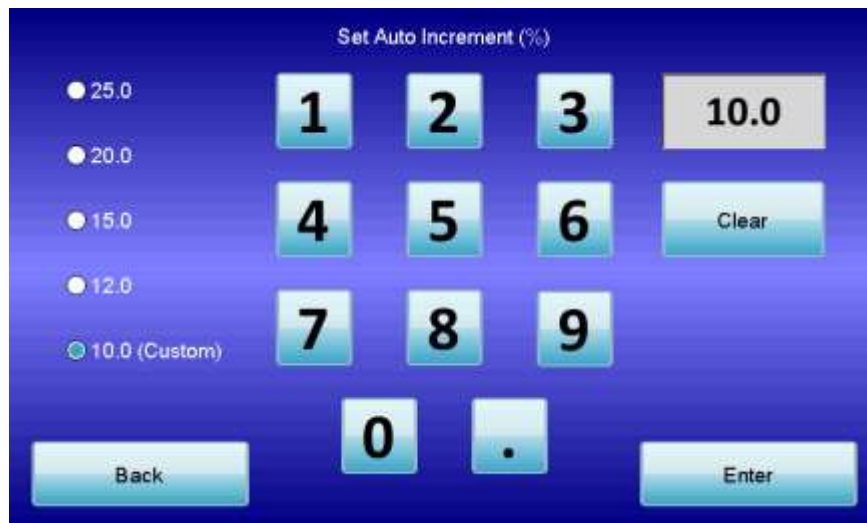 Set Auto Increment (%)
25.0
1 2 3
10.0
20.0
15.0
4 5 6
Clear
12.0
10.0 (Custom)
7 8 9
0 .
Back
Enter